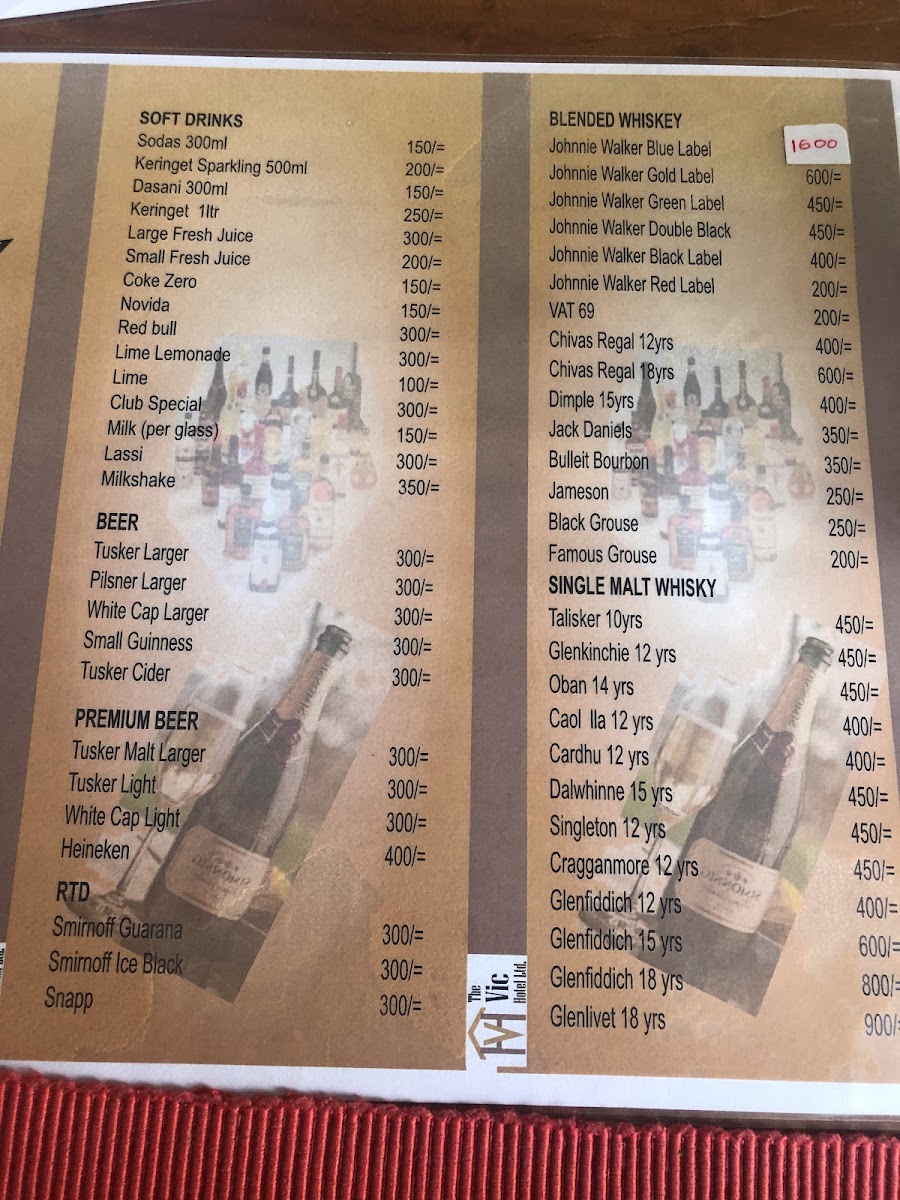 SOFT DRINKS
Sodas 300ml 150/=
Keringet Sparkling 500ml 200/=
Dasani 300ml 150/=
Keringet 1ltr 250/=
Large Fresh Juice 300/=
Small Fresh Juice 200/=
Coke Zero 150/=
Novida 150/=
Red bull 300/=
Lime Lemonade 300/=
Lime 100/=
Club Special 300/=
Milk (per glass) 150/=
Lassi 300/=
Milkshake 350/=
BEER
Tusker Larger 300/=
Pilsner Larger 300/=
White Cap Larger 300/=
Small Guinness 300/=
Tusker Cider 300/=
PREMIUM BEER
Tusker Malt Larger 300/=
Tusker Light 300/=
White Cap Light 300/=
Heineken 400/=
RTD
Smirnoff Guarana 300/=
Smirnoff Ice Black 300/=
Snapp 300/=
The
Vic
Hotel Ltd.
BLENDED WHISKEY
Johnnie Walker Blue Label 1600
Johnnie Walker Gold Label 600/=
Johnnie Walker Green Label 450/=
Johnnie Walker Double Black 450/=
Johnnie Walker Black Label 400/=
Johnnie Walker Red Label 200/=
VAT 69 200/=
Chivas Regal 12yrs 400/=
Chivas Regal 18yrs 600/=
Dimple 15yrs 400/=
Jack Daniels 350/=
Bulleit Bourbon 350/=
Jameson 250/=
Black Grouse 250/=
Famous Grouse 200/=
SINGLE MALT WHISKY
Talisker 10yrs 450/=
Glenkinchie 12 yrs 450/=
Oban 14 yrs 450/=
Caol Ila 12 yrs 400/=
Cardhu 12 yrs 400/=
Dalwhinne 15 yrs 450/=
Singleton 12 yrs 450/=
Cragganmore 12 yrs 450/=
Glenfiddich 12 yrs 400/=
Glenfiddich 15 yrs 600/=
Glenfiddich 18 yrs 800/=
Glenlivet 18 yrs 900/=